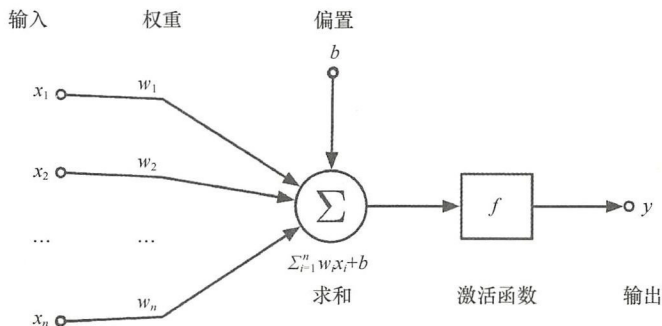 输入 权重 偏置
b
x₁ w₁
x₂ w₂
Σ f y
... ...
Σⁿᵢ₌₁ wᵢxᵢ+b
求和 激活函数 输出
xₙ wₙ